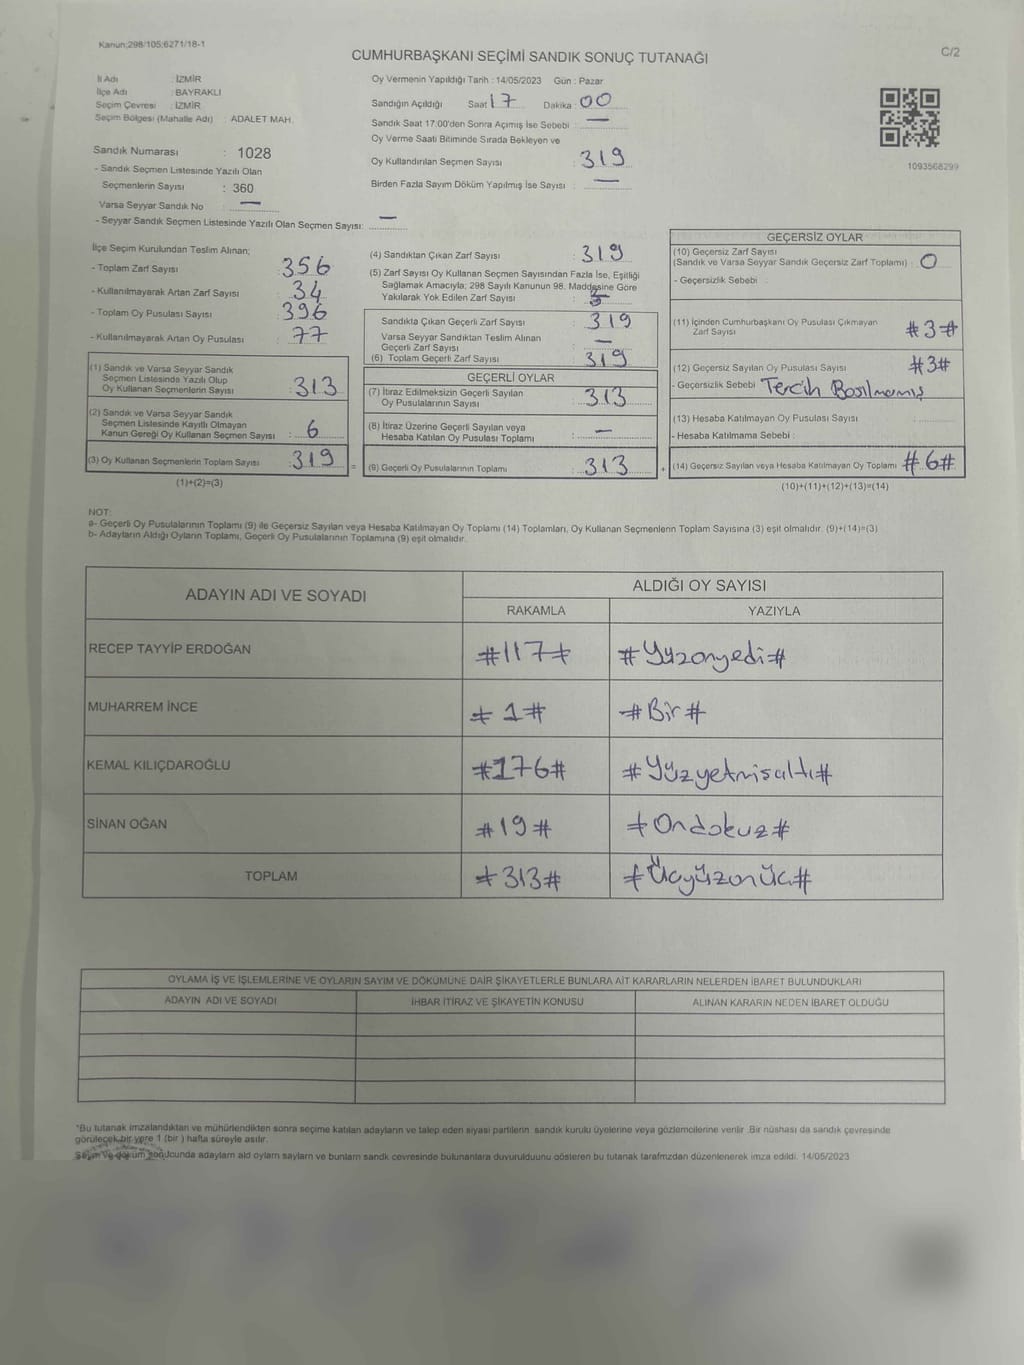 Kanun;298/105;6271/18-1
C/2
CUMHURBAŞKANI SEÇİMİ SANDIK SONUÇ TUTANAĞI
İl Adı : İZMİR
İlçe Adı : BAYRAKLI
Seçim Çevresi : İZMİR
Seçim Bölgesi (Mahalle Adı) : ADALET MAH.
Sandık Numarası : 1028
- Sandık Seçmen Listesinde Yazılı Olan
Seçmenlerin Sayısı : 360
Varsa Seyyar Sandık No —
- Seyyar Sandık Seçmen Listesinde Yazılı Olan Seçmen Sayısı: —
Oy Vermenin Yapıldığı Tarih : 14/05/2023 Gün : Pazar
Sandığın Açıldığı Saat 17 Dakika 00
Sandık Saat 17:00'den Sonra Açımış İse Sebebi : —
Oy Verme Saati Bitiminde Sırada Bekleyen ve
Oy Kullandırılan Seçmen Sayısı : 319
Birden Fazla Sayım Döküm Yapılmış İse Sayısı : —
1093568299
İlçe Seçim Kurulundan Teslim Alınan;
- Toplam Zarf Sayısı : 356
- Kullanılmayarak Artan Zarf Sayısı : 34
- Toplam Oy Pusulası Sayısı : 396
- Kullanılmayarak Artan Oy Pusulası : 77
(1) Sandık ve Varsa Seyyar Sandık
Seçmen Listesinde Yazılı Olup
Oy Kullanan Seçmenlerin Sayısı : 313
(2) Sandık ve Varsa Seyyar Sandık
Seçmen Listesinde Kayıtlı Olmayan
Kanun Gereği Oy Kullanan Seçmen Sayısı : 6
(3) Oy Kullanan Seçmenlerin Toplam Sayısı : 319 =
(1)+(2)=(3)
(4) Sandıktan Çıkan Zarf Sayısı : 319
(5) Zarf Sayısı Oy Kullanan Seçmen Sayısından Fazla İse, Eşitliği
Sağlamak Amacıyla; 298 Sayılı Kanunun 98. Maddesine Göre
Yakılarak Yok Edilen Zarf Sayısı :
Sandıkta Çıkan Geçerli Zarf Sayısı : 319
Varsa Seyyar Sandıktan Teslim Alınan
Geçerli Zarf Sayısı : —
(6) Toplam Geçerli Zarf Sayısı : 319
GEÇERLİ OYLAR
(7) İtiraz Edilmeksizin Geçerli Sayılan
Oy Pusulalarının Sayısı : 313
(8) İtiraz Üzerine Geçerli Sayılan veya
Hesaba Katılan Oy Pusulası Toplamı : —
(9) Geçerli Oy Pusulalarının Toplamı : 313 +
GEÇERSİZ OYLAR
(10) Geçersiz Zarf Sayısı
(Sandık ve Varsa Seyyar Sandık Geçersiz Zarf Toplamı) : 0
- Geçersizlik Sebebi :
(11) İçinden Cumhurbaşkanı Oy Pusulası Çıkmayan
Zarf Sayısı #3#
(12) Geçersiz Sayılan Oy Pusulası Sayısı #3#
- Geçersizlik Sebebi Tercih Basılmamış
(13) Hesaba Katılmayan Oy Pusulası Sayısı
- Hesaba Katılmama Sebebi :
(14) Geçersiz Sayılan veya Hesaba Katılmayan Oy Toplamı #6#
(10)+(11)+(12)+(13)=(14)
NOT:
a- Geçerli Oy Pusulalarının Toplamı (9) ile Geçersiz Sayılan veya Hesaba Katılmayan Oy Toplamı (14) Toplamları, Oy Kullanan Seçmenlerin Toplam Sayısına (3) eşit olmalıdır. (9)+(14)=(3)
b- Adayların Aldığı Oyların Toplamı, Geçerli Oy Pusulalarının Toplamına (9) eşit olmalıdır.
ADAYIN ADI VE SOYADI
ALDIĞI OY SAYISI
RAKAMLA YAZIYLA
RECEP TAYYİP ERDOĞAN #117# #Yüzonyedi#
MUHARREM İNCE #1# #Bir#
KEMAL KILIÇDAROĞLU #176# #Yüzyetmişaltı#
SİNAN OĞAN #19# #Ondokuz#
TOPLAM #313# #Üçyüzonüç#
OYLAMA İŞ VE İŞLEMLERİNE VE OYLARIN SAYIM VE DÖKÜMÜNE DAİR ŞİKAYETLERLE BUNLARA AİT KARARLARIN NELERDEN İBARET BULUNDUKLARI
ADAYIN ADI VE SOYADI İHBAR İTİRAZ VE ŞİKAYETİN KONUSU ALINAN KARARIN NEDEN İBARET OLDUĞU
*Bu tutanak imzalandıktan ve mühürlendikten sonra seçime katılan adayların ve talep eden siyasi partilerin sandık kurulu üyelerine veya gözlemcilerine verilir .Bir nüshası da sandık çevresinde
görülecek bir yere 1 (bir ) hafta süreyle asılır.
Sayım ve döküm sonucunda adayların ald oyların sayların ve bunların sandk çevresinde bulunanlara duyurulduunu gösteren bu tutanak tarafmzdan düzenlenerek imza edildi. 14/05/2023